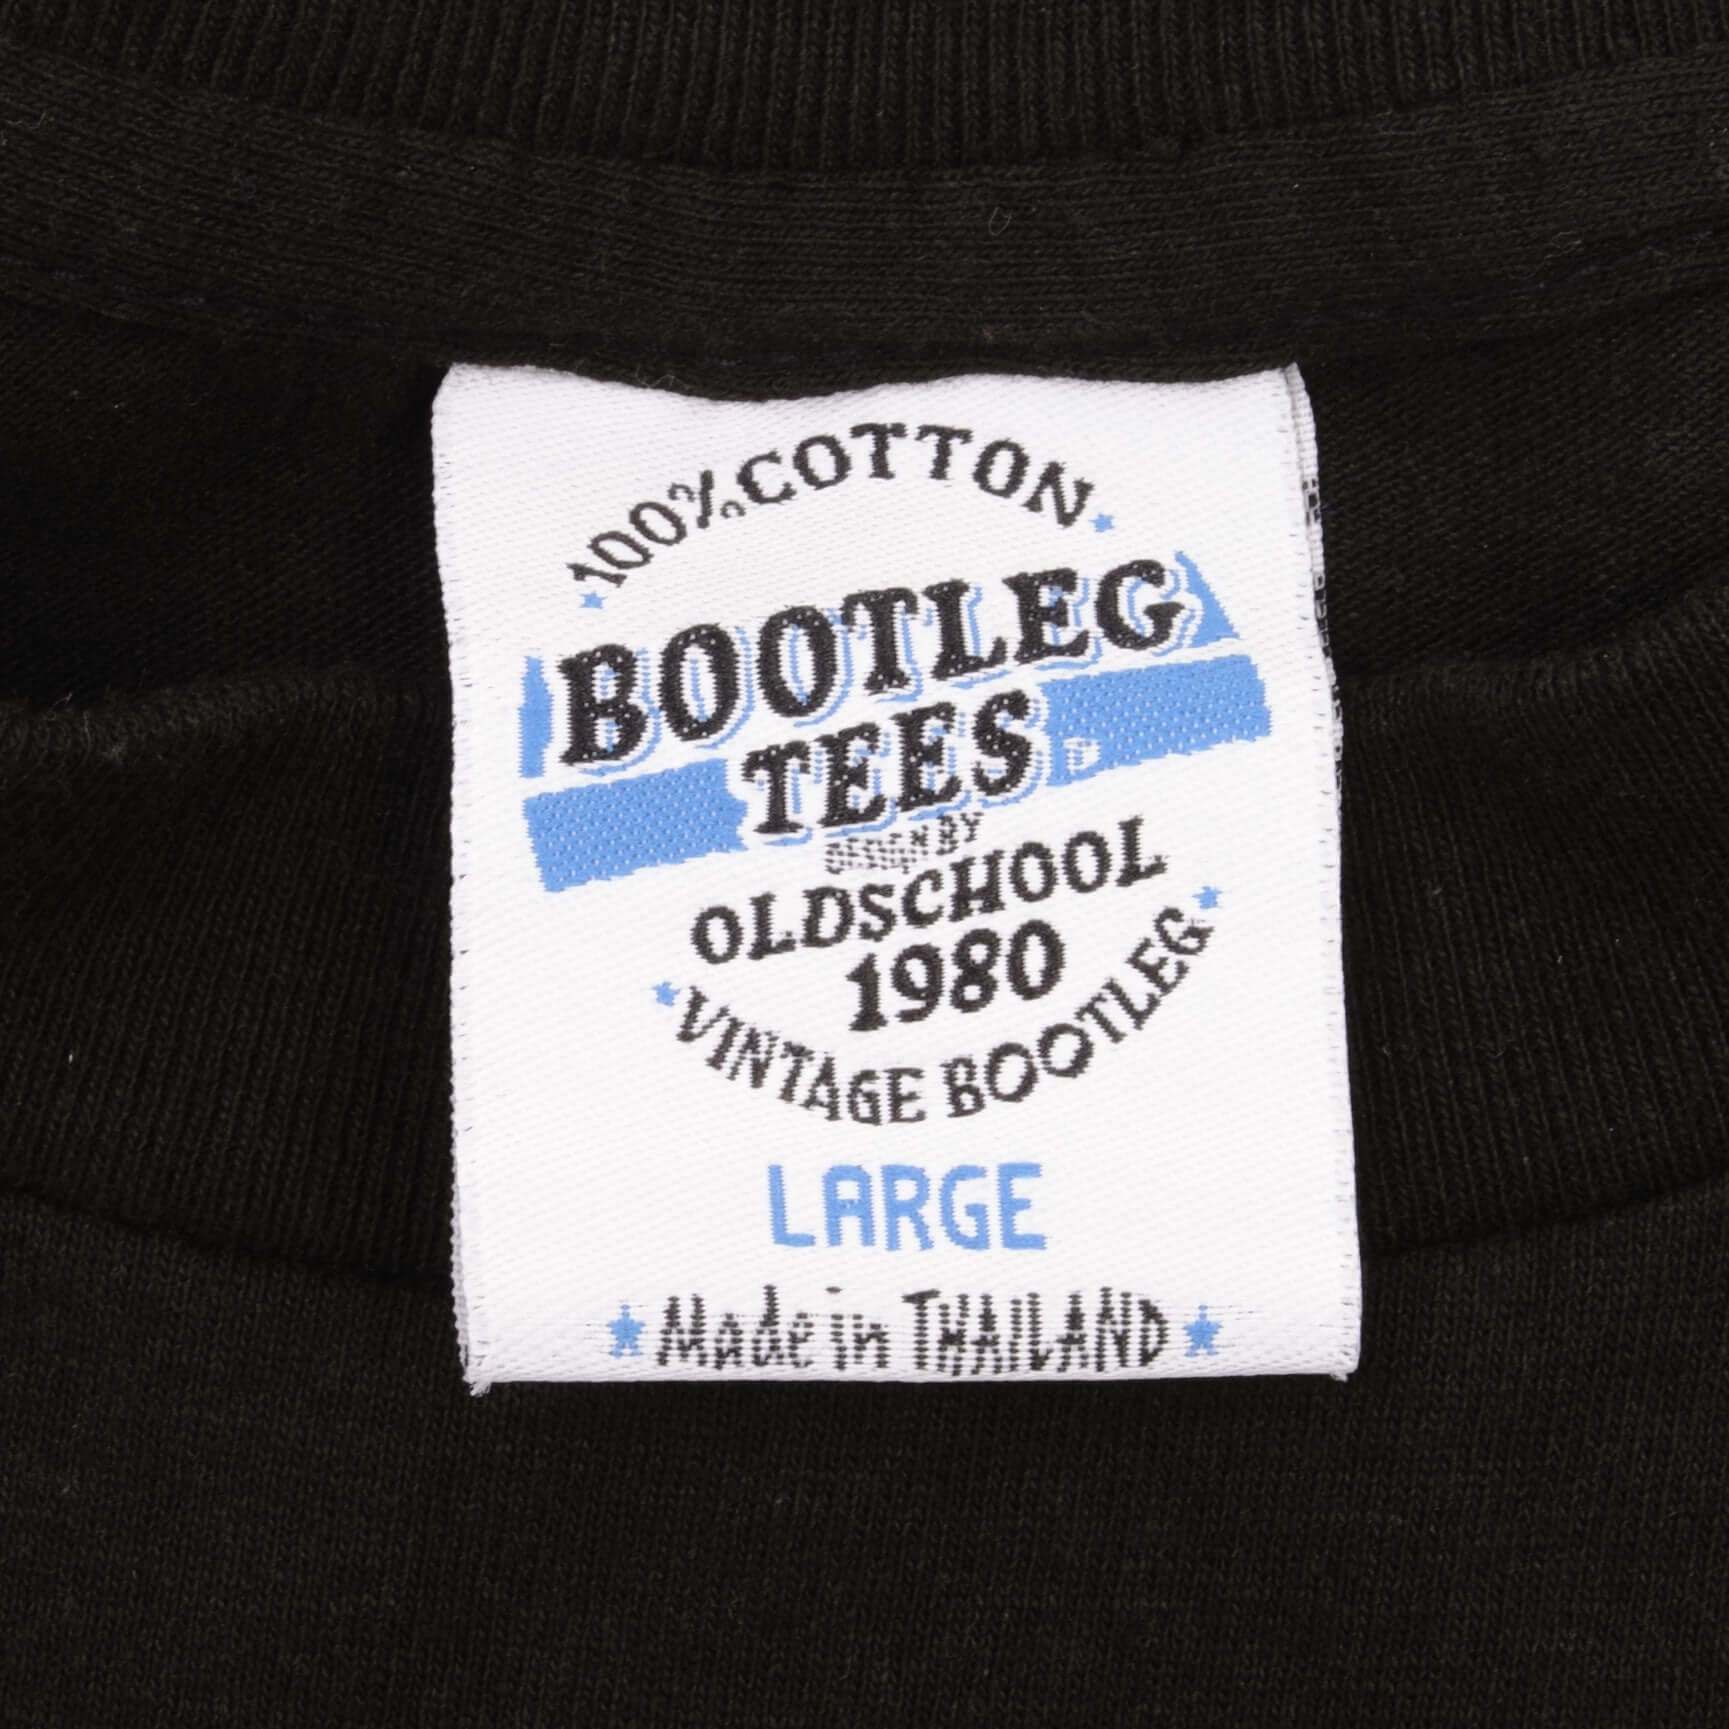 100% COTTON
BOOTLEG
TEES
DESIGN BY
OLDSCHOOL
1980
VINTAGE BOOTLEG
LARGE
Made in THAILAND